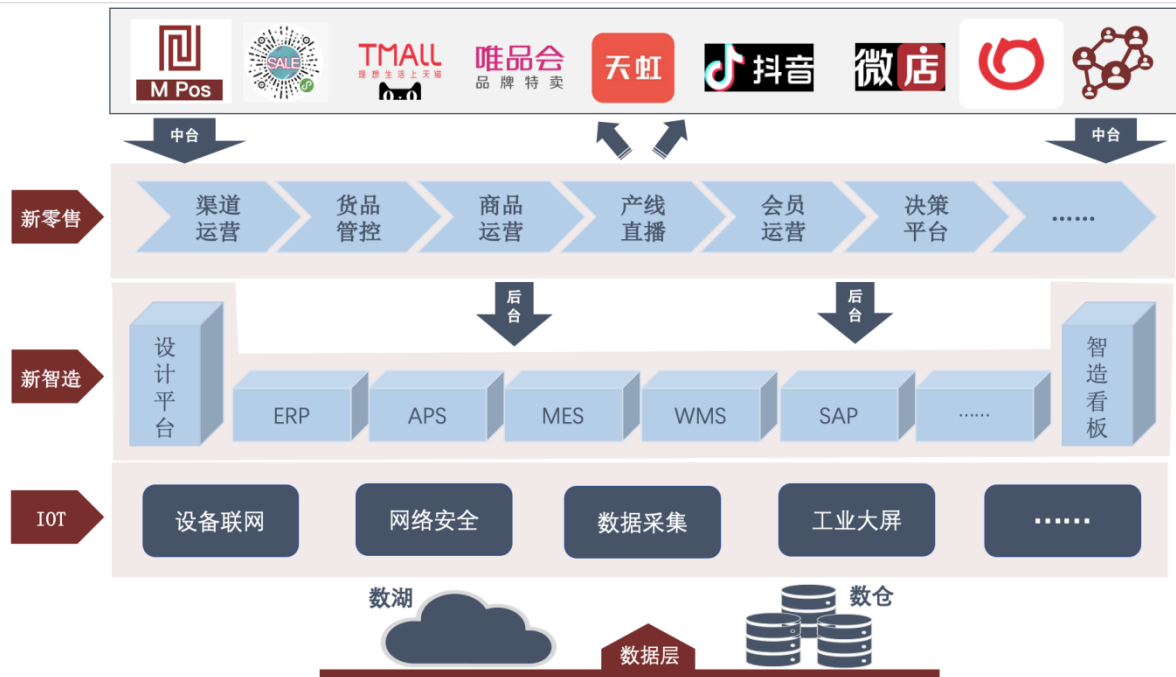 M Pos
SALE
TMALL
理想生活上天猫
唯品会
品牌特卖
天虹
抖音
微店
中台
中台
新零售
渠道
运营
货品
管控
商品
运营
产线
直播
会员
运营
决策
平台
······
后
台
后
台
新智造
设
计
平
台
ERP
APS
MES
WMS
SAP
······
智
造
看
板
IOT
设备联网
网络安全
数据采集
工业大屏
······
数湖
数仓
数据层